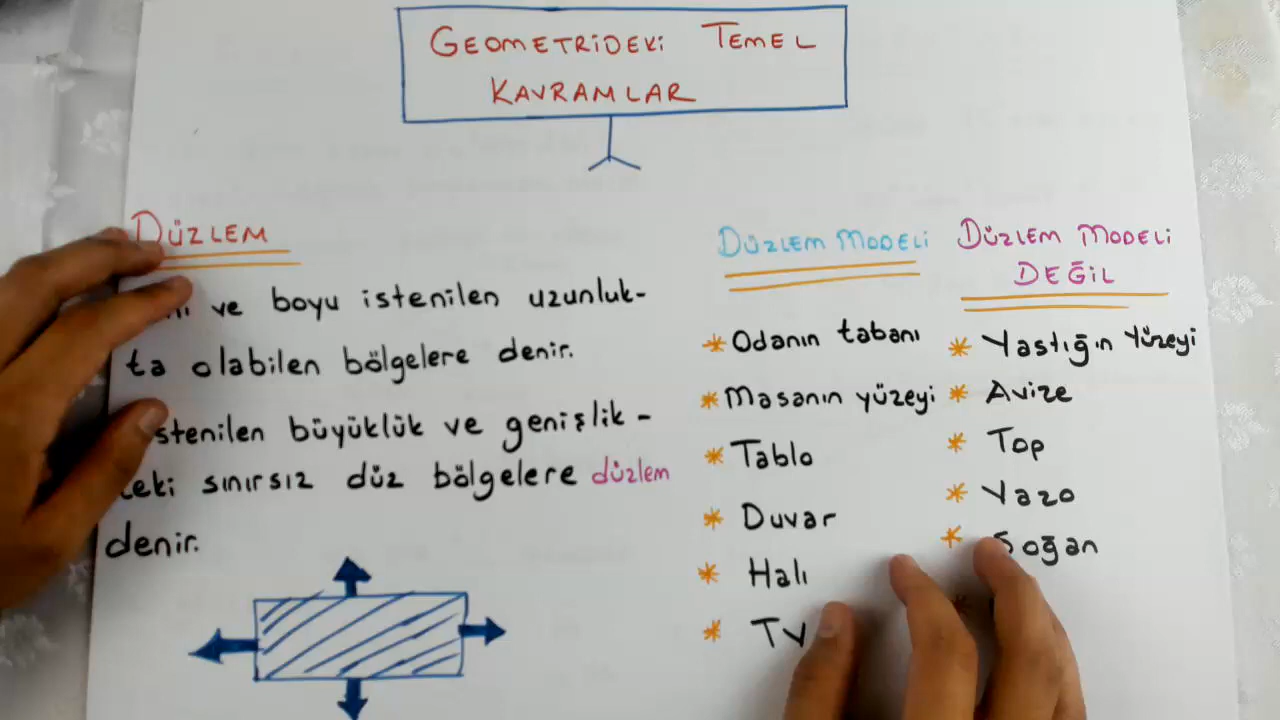 GEOMETRİDEKİ TEMEL
KAVRAMLAR
DÜZLEM
ve boyu istenilen uzunluk-
ta olabilen bölgelere denir.
stenilen büyüklük ve genişlik-
teki sınırsız düz bölgelere düzlem
denir.
DÜZLEM MODELİ
* Odanın tabanı
* Masanın yüzeyi
* Tablo
* Duvar
* Halı
* TV
DÜZLEM MODELİ
DEĞİL
* Yastığın Yüzeyi
* Avize
* Top
* Vazo
* Soğan